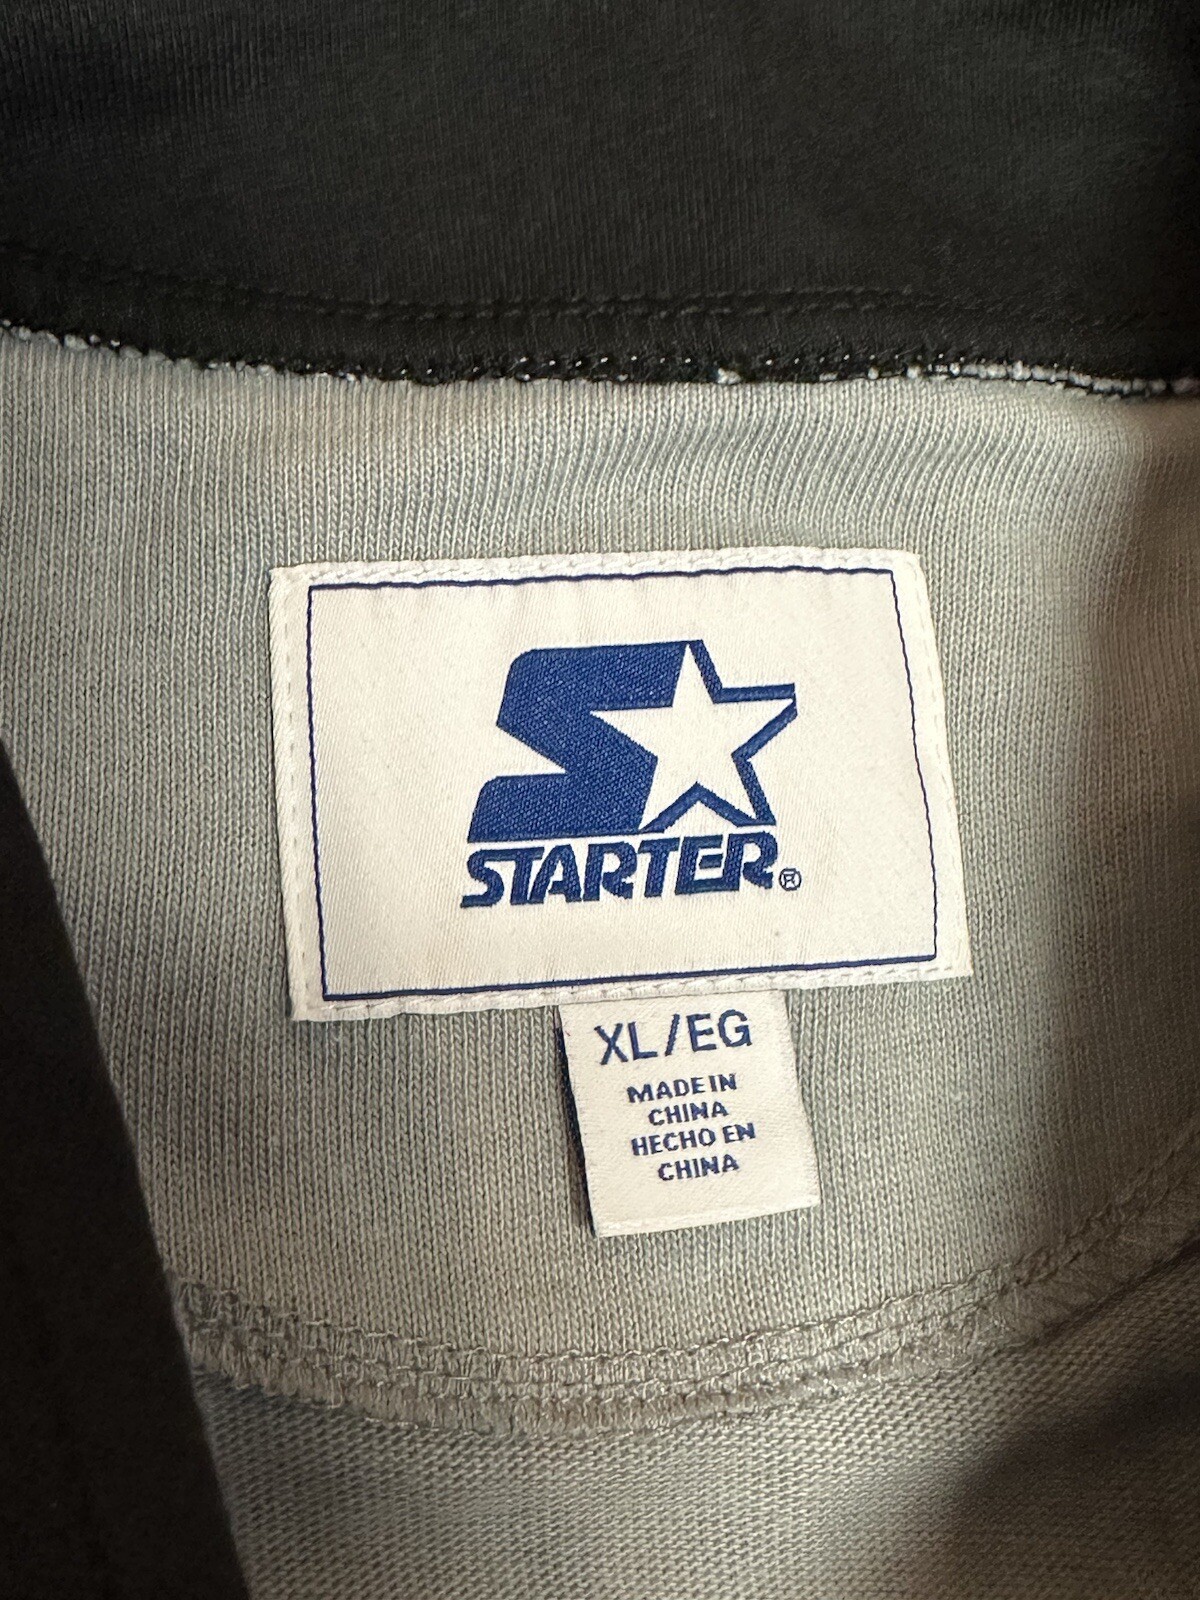 STARTER®
XL/EG
MADE IN
CHINA
HECHO EN
CHINA